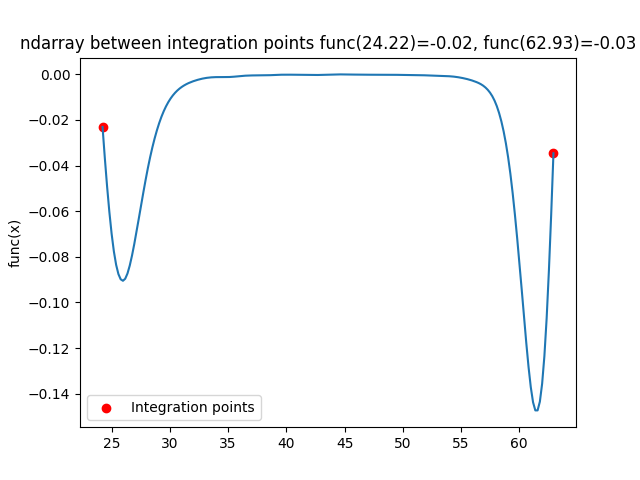 ndarray between integration points func(24.22)=-0.02, func(62.93)=-0.03
0.00
−0.02
−0.04
−0.06
−0.08
−0.10
−0.12
−0.14
func(x)
Integration points
25 30 35 40 45 50 55 60